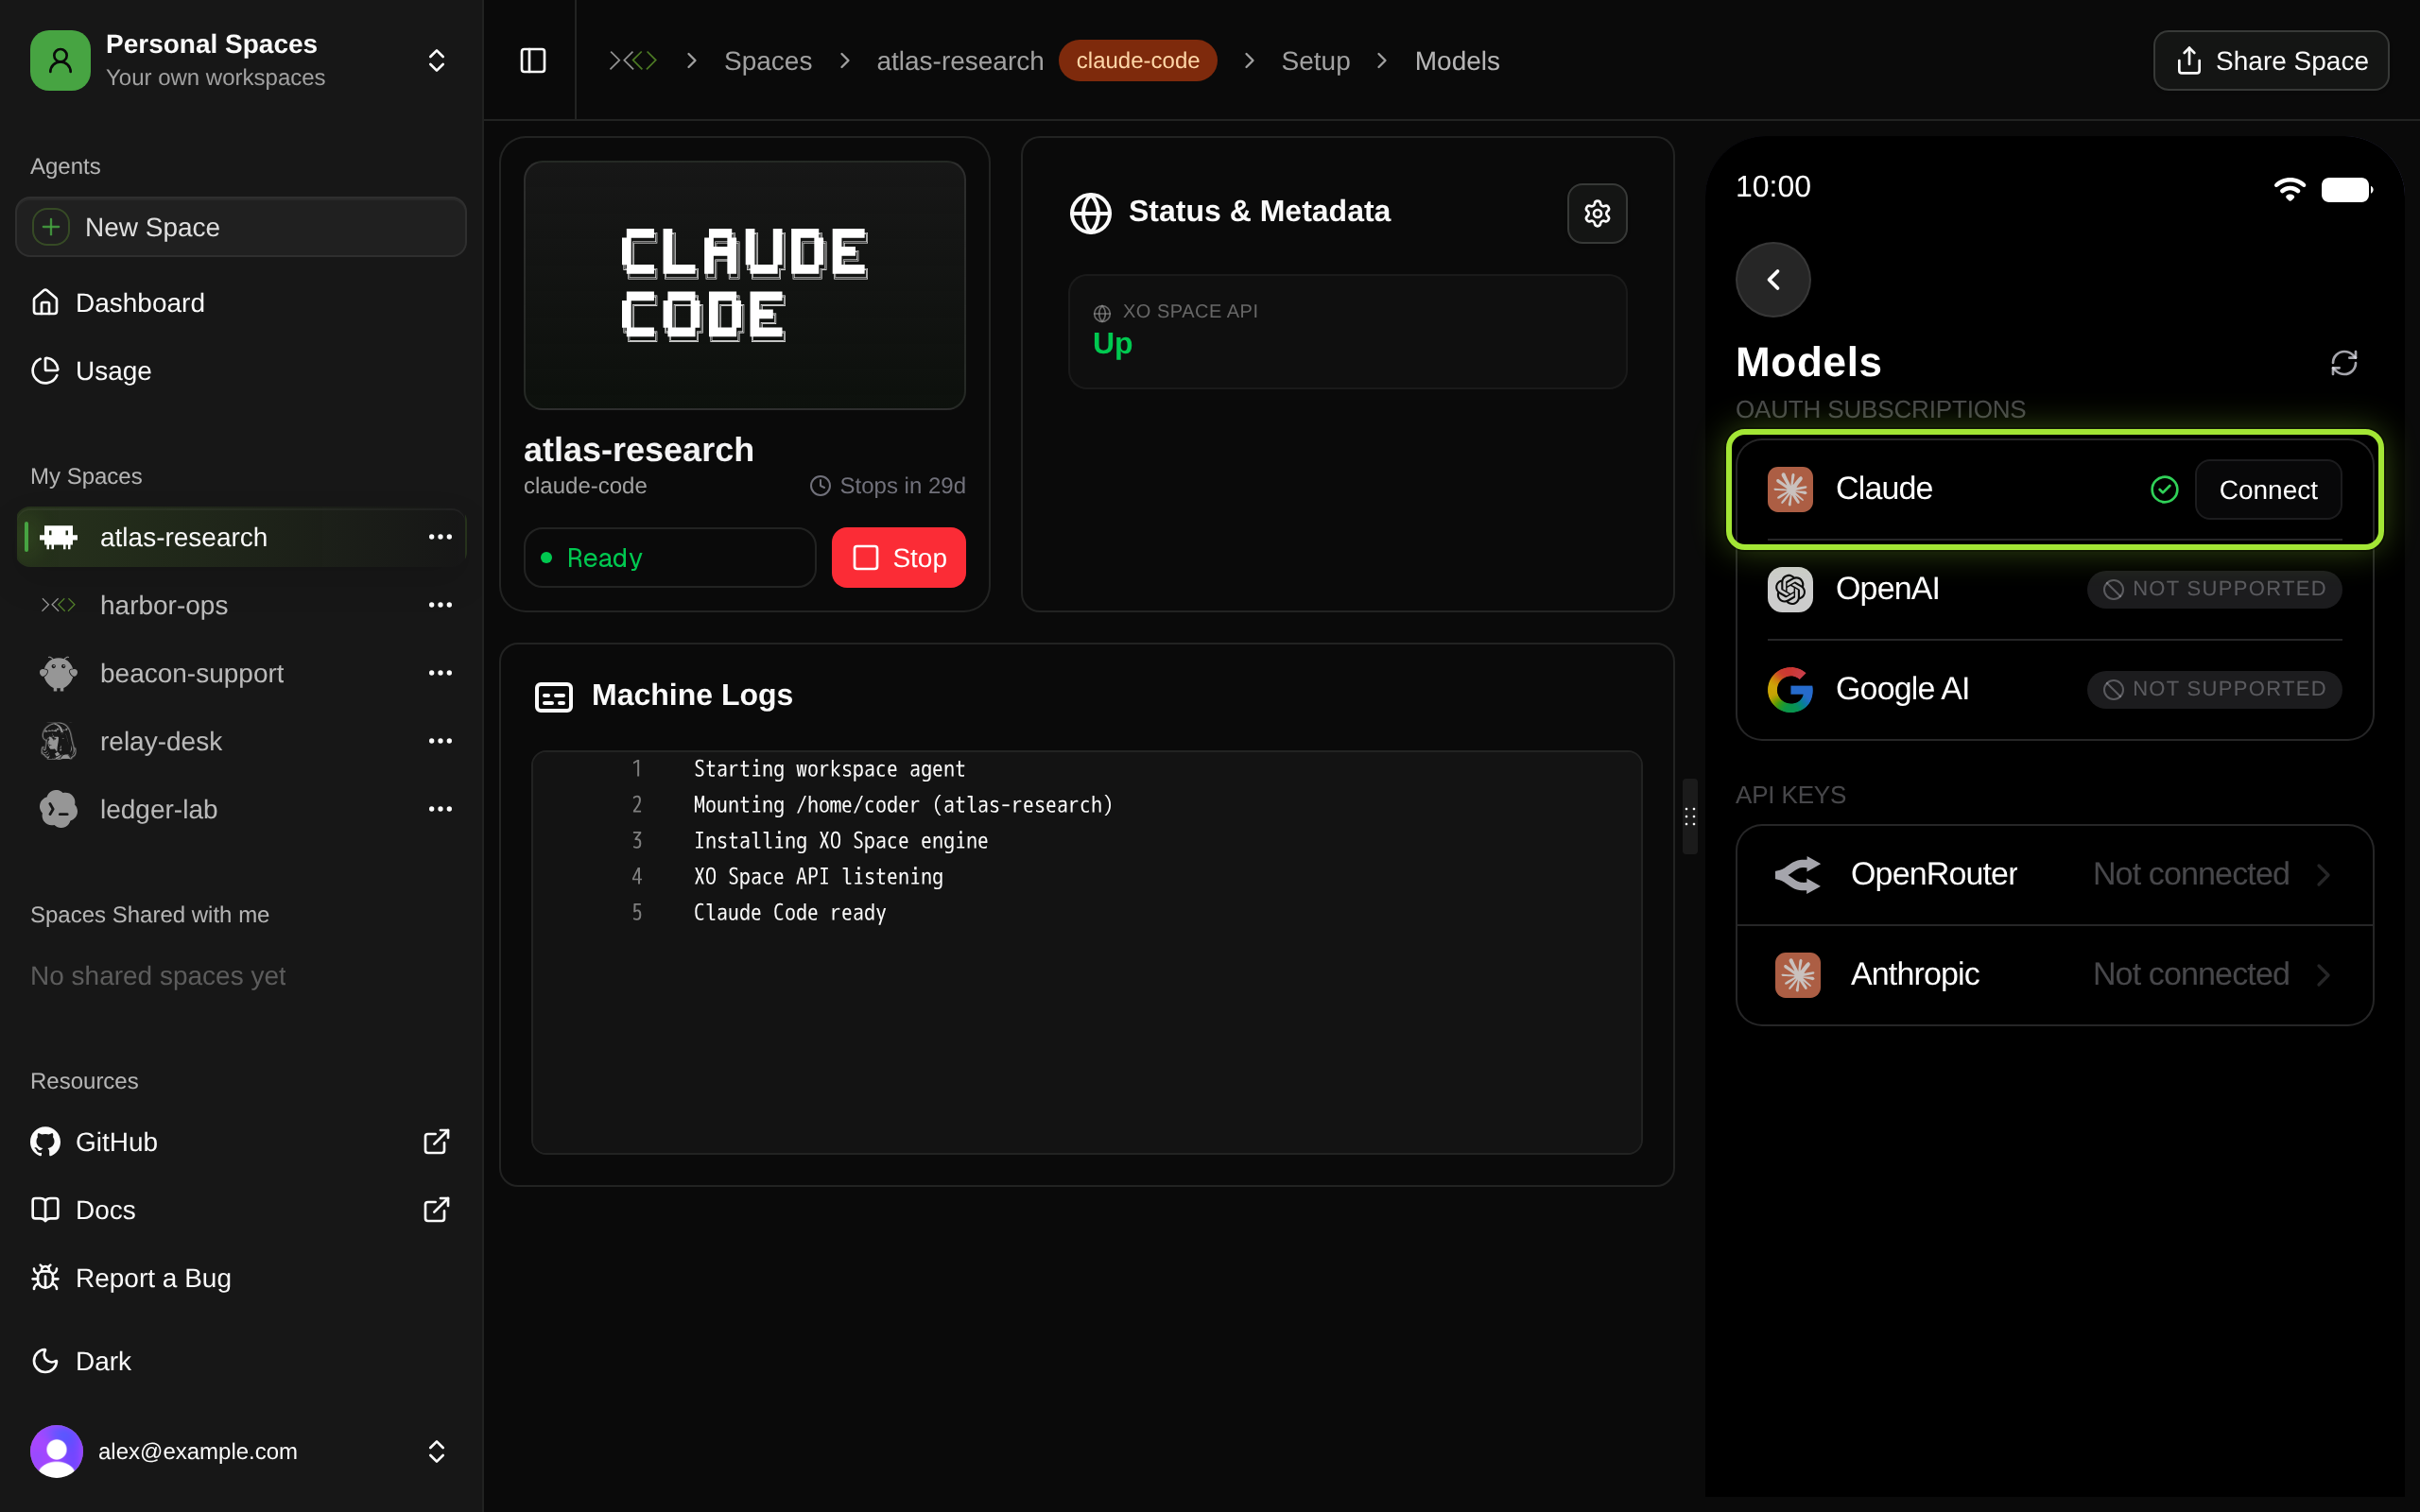 Personal Spaces
Your own workspaces
Agents
New Space
Dashboard
Usage
My Spaces
atlas-research
harbor-ops
beacon-support
relay-desk
ledger-lab
Spaces Shared with me
No shared spaces yet
Resources
GitHub
Docs
Report a Bug
Dark
alex@example.com
Spaces
atlas-research claude-code
Setup
Models
Share Space
CLAUDE
CODE
atlas-research
claude-code
Stops in 29d
Ready
Stop
Status & Metadata
XO SPACE API
Up
Machine Logs
1 Starting workspace agent
2 Mounting /home/coder (atlas-research)
3 Installing XO Space engine
4 XO Space API listening
5 Claude Code ready
10:00
Models
OAUTH SUBSCRIPTIONS
Claude Connect
OpenAI NOT SUPPORTED
Google AI NOT SUPPORTED
API KEYS
OpenRouter Not connected
Anthropic Not connected